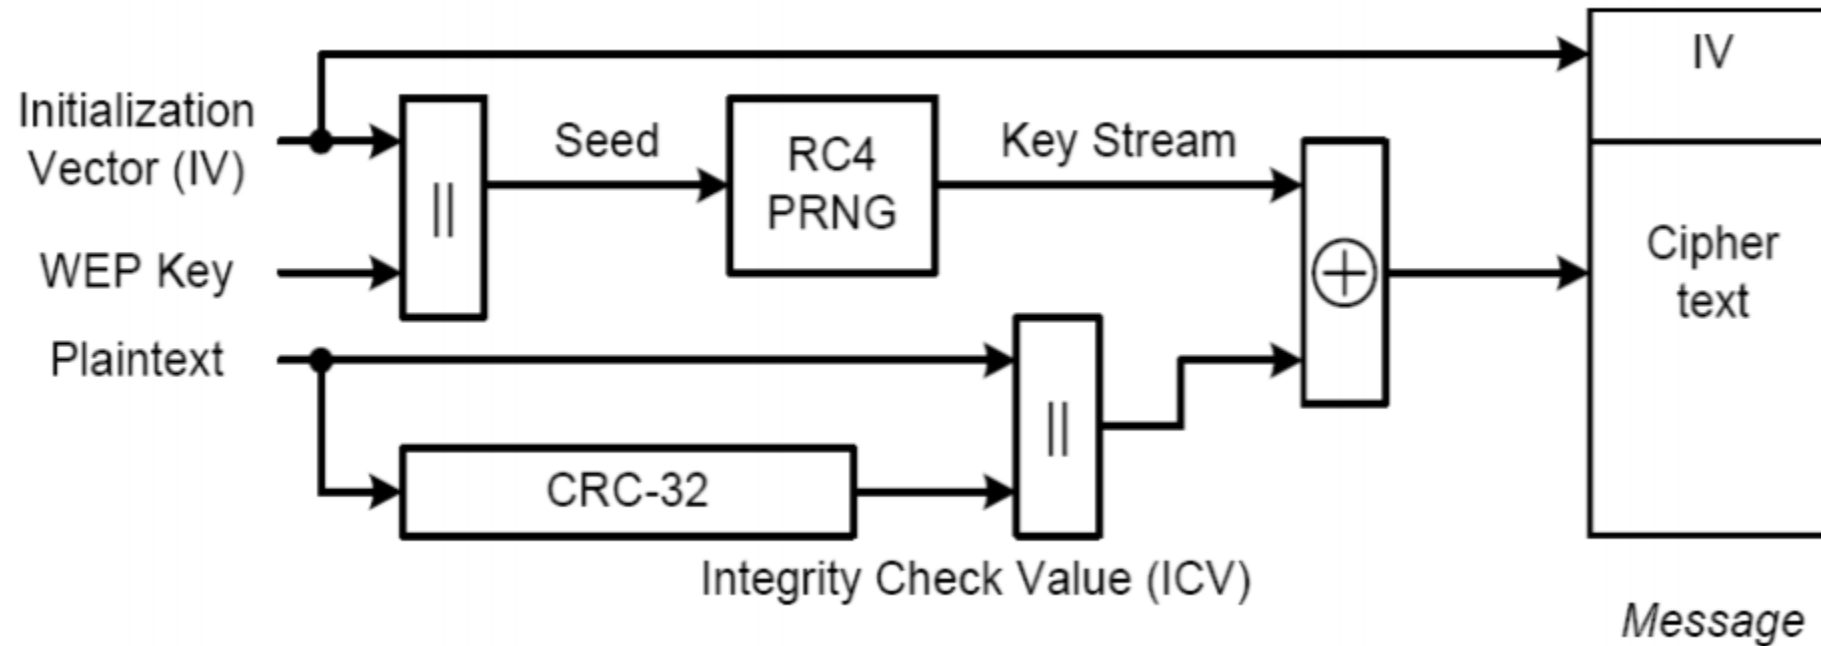 IV
Initialization
Vector (IV)
Seed
RC4
PRNG
Key Stream
||
WEP Key
Cipher
text
Plaintext
||
CRC-32
Integrity Check Value (ICV)
Message